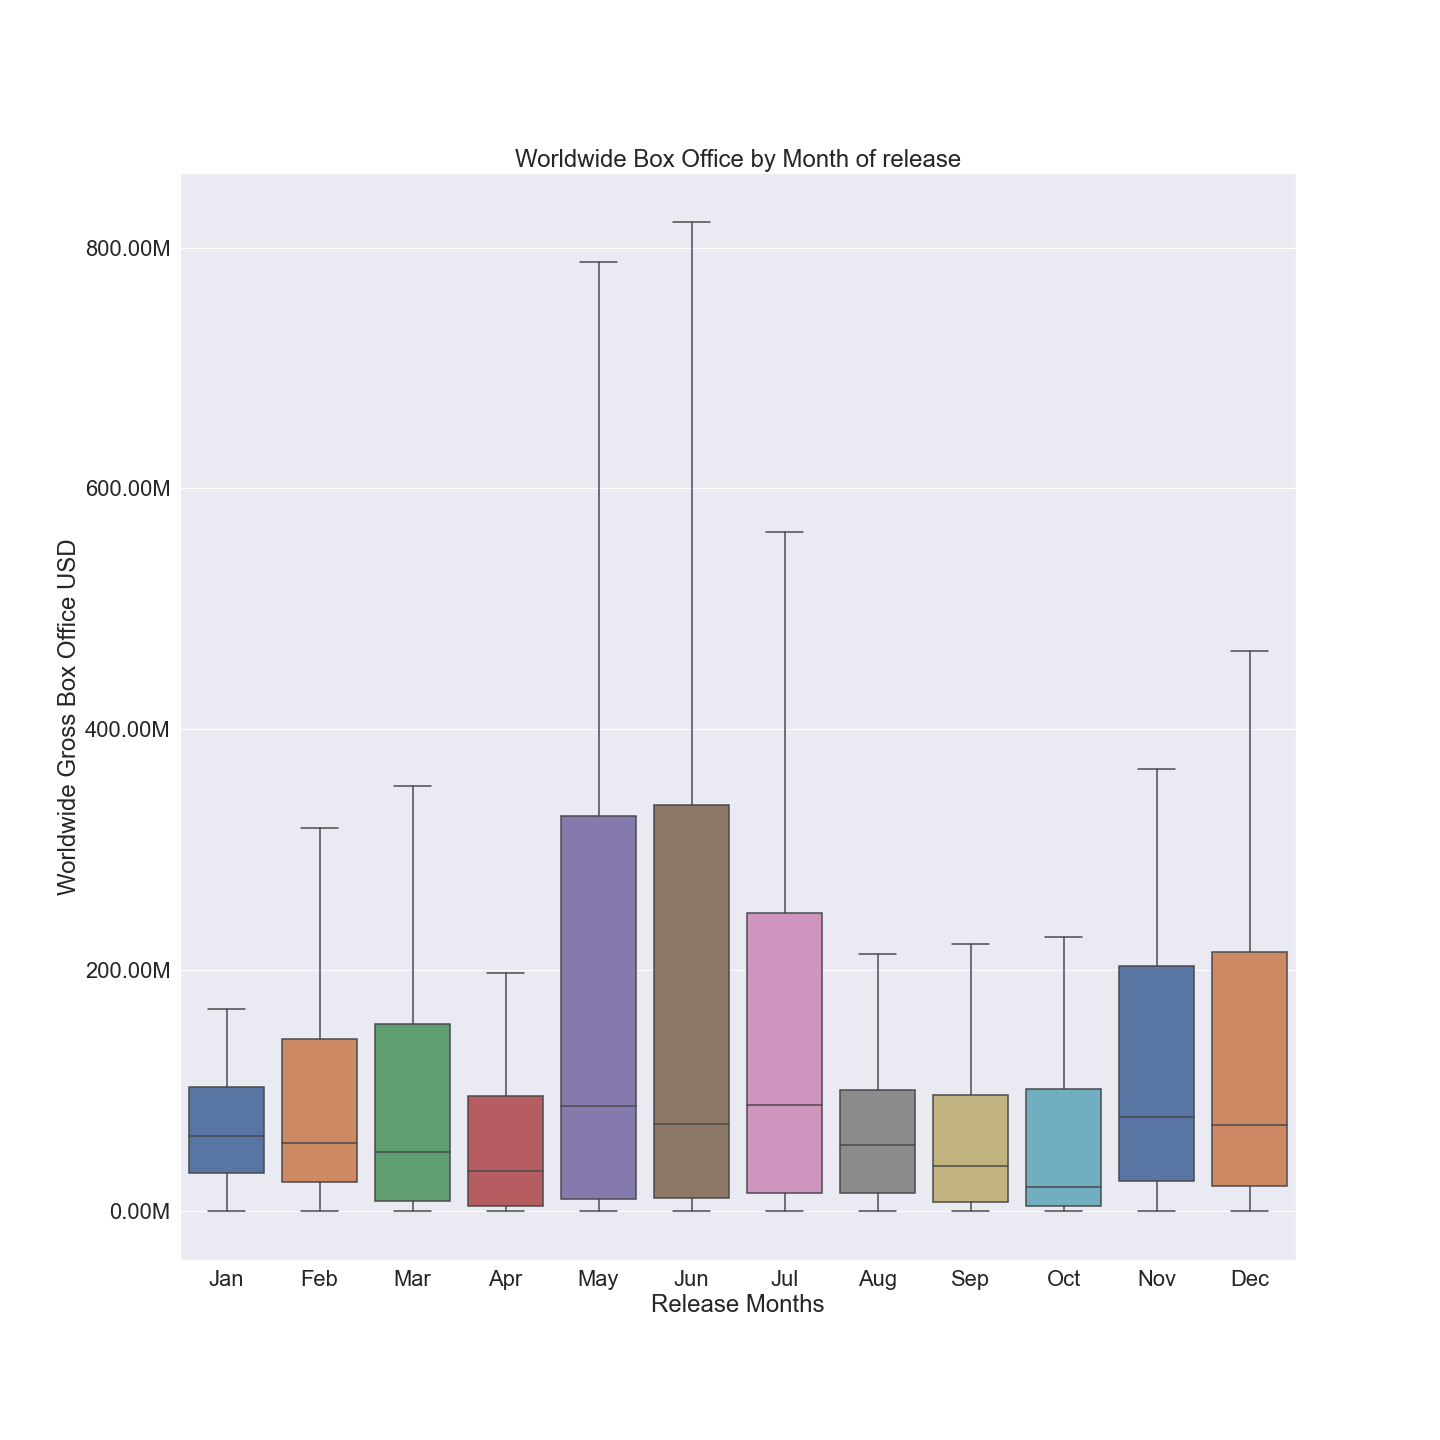 Worldwide Box Office by Month of release
Worldwide Gross Box Office USD
800.00M
600.00M
400.00M
200.00M
0.00M
Jan Feb Mar Apr May Jun Jul Aug Sep Oct Nov Dec
Release Months